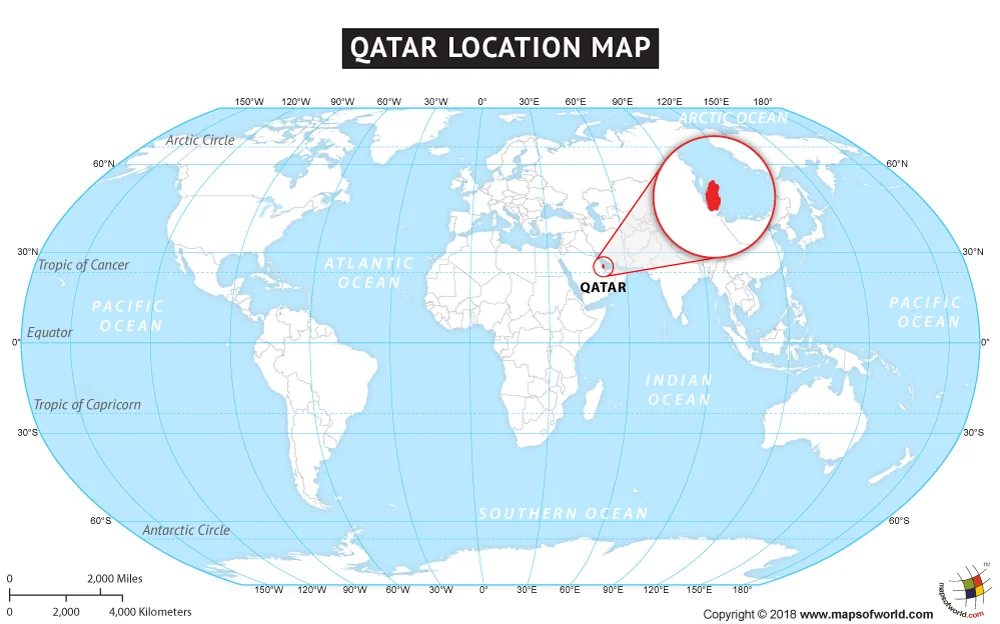 QATAR LOCATION MAP
150°W 120°W 90°W 60°W 30°W 0° 30°E 60°E 90°E 120°E 150°E 180°
ARCTIC OCEAN
Arctic Circle
60°N 60°N
30°N 30°N
Tropic of Cancer
ATLANTIC
OCEAN
QATAR
PACIFIC
OCEAN
PACIFIC
OCEAN
Equator
0° 0°
INDIAN
OCEAN
Tropic of Capricorn
30°S 30°S
SOUTHERN OCEAN
60°S 60°S
Antarctic Circle
150°W 120°W 90°W 60°W 30°W 0° 30°E 60°E 90°E 120°E 150°E 180°
0 2,000 Miles
0 2,000 4,000 Kilometers
Copyright © 2018 www.mapsofworld.com
mapsofworld.com
TM